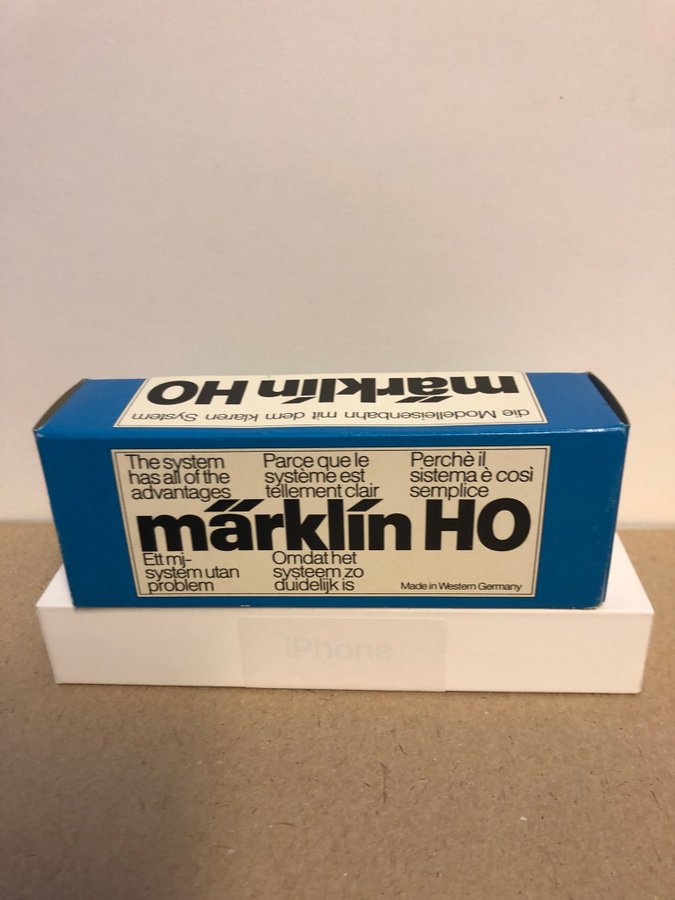 märklin HO
die Modelleisenbahn mit dem klaren System
The system
has all of the
advantages
Parce que le
système est
tellement clair
Perchè il
sistema è così
semplice
märklin HO
Ett mj-
system utan
problem
Omdat het
systeem zo
duidelijk is
Made in Western Germany
iPhone